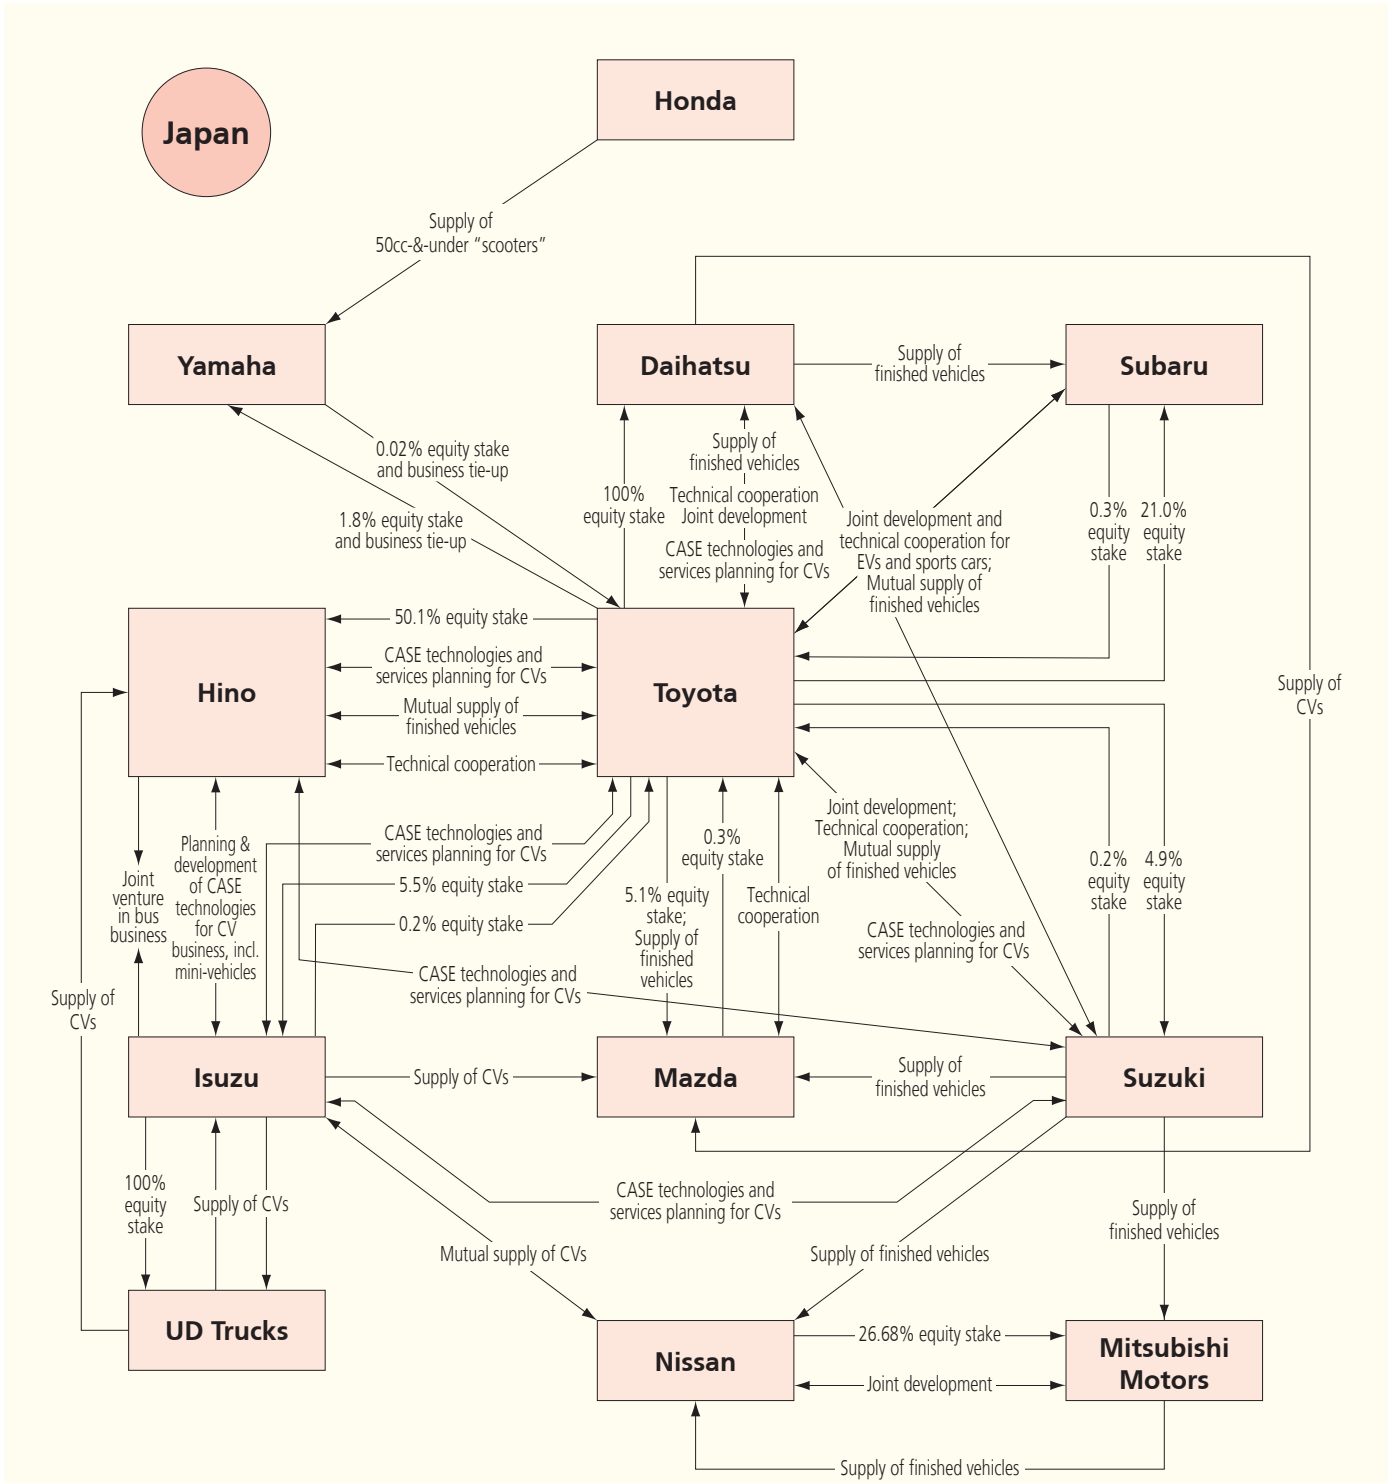 Japan
Honda
Supply of
50cc-&-under “scooters”
Yamaha
Daihatsu
Supply of
finished vehicles
Subaru
0.02% equity stake
and business tie-up
1.8% equity stake
and business tie-up
100%
equity stake
Supply of
finished vehicles
Technical cooperation
Joint development
CASE technologies and
services planning for CVs
Joint development and
technical cooperation for
EVs and sports cars;
Mutual supply of
finished vehicles
0.3%
equity
stake
21.0%
equity
stake
Supply of
CVs
Hino
50.1% equity stake
CASE technologies and
services planning for CVs
Mutual supply of
finished vehicles
Technical cooperation
Toyota
CASE technologies and
services planning for CVs
5.5% equity stake
0.2% equity stake
CASE technologies and
services planning for CVs
Joint
venture
in bus
business
Planning &
development
of CASE
technologies
for CV
business, incl.
mini-vehicles
5.1% equity
stake;
Supply of
finished
vehicles
0.3%
equity stake
Technical
cooperation
Joint development;
Technical cooperation;
Mutual supply
of finished vehicles
CASE technologies and
services planning for CVs
0.2%
equity
stake
4.9%
equity
stake
Supply of
CVs
Isuzu
Supply of CVs
Mazda
Supply of
finished vehicles
Suzuki
100%
equity
stake
Supply of CVs
CASE technologies and
services planning for CVs
Mutual supply of CVs
Supply of finished vehicles
Supply of
finished vehicles
UD Trucks
Nissan
26.68% equity stake
Joint development
Mitsubishi
Motors
Supply of finished vehicles